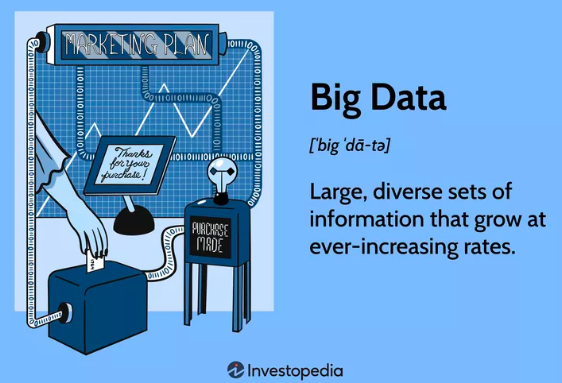 MARKETING PLAN
Thanks
for Your
purchase!
PURCHASE
MADE
Big Data
[ˈbig ˈdā-tə]
Large, diverse sets of
information that grow at
ever-increasing rates.
Investopedia